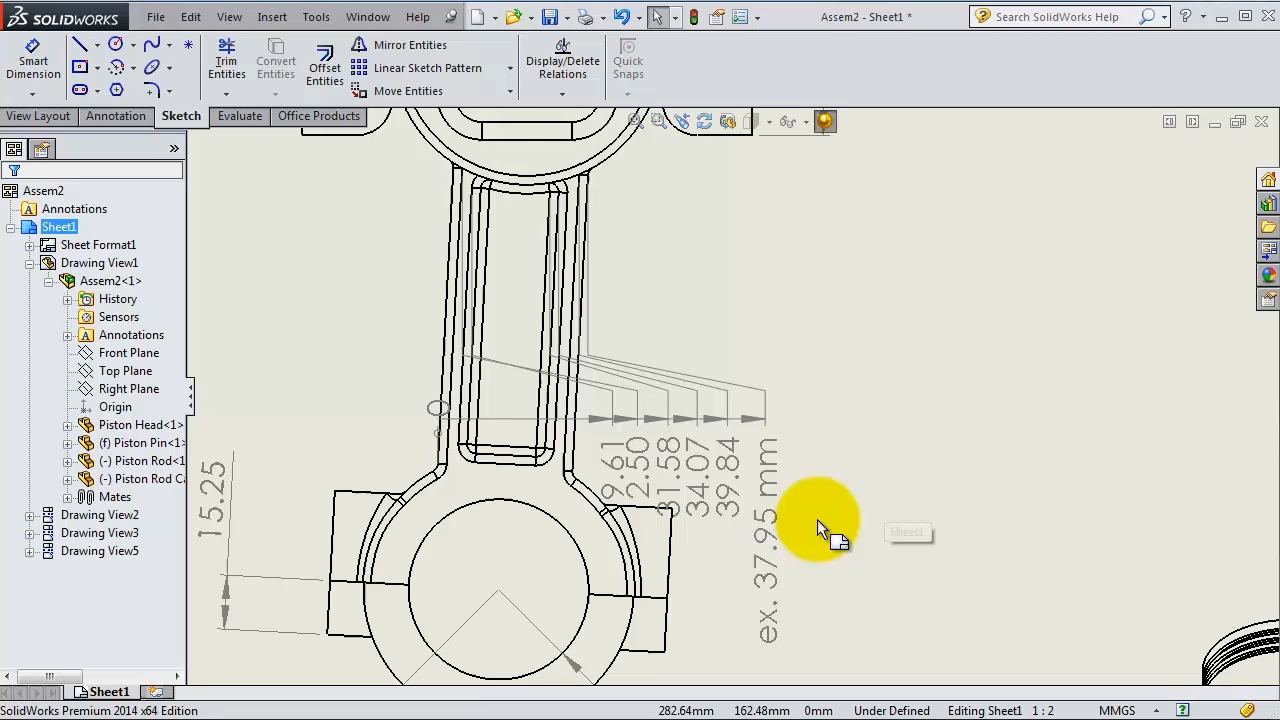 SOLIDWORKS
File Edit View Insert Tools Window Help
Assem2 - Sheet1 *
Search SolidWorks Help
Smart Dimension
Trim Entities
Convert Entities
Offset Entities
Mirror Entities
Linear Sketch Pattern
Move Entities
Display/Delete Relations
Quick Snaps
View Layout Annotation Sketch Evaluate Office Products
Assem2
Annotations
Sheet1
Sheet Format1
Drawing View1
Assem2<1>
History
Sensors
Annotations
Front Plane
Top Plane
Right Plane
Origin
Piston Head<1>
(f) Piston Pin<1>
(-) Piston Rod<1
(-) Piston Rod Ca
Mates
Drawing View2
Drawing View3
Drawing View5
15.25
0
9.61
2.50
31.58
34.07
39.84
ex. 37.95 mm
Sheet1
Sheet1
SolidWorks Premium 2014 x64 Edition
282.64mm 162.48mm 0mm Under Defined Editing Sheet1 1 : 2 MMGS